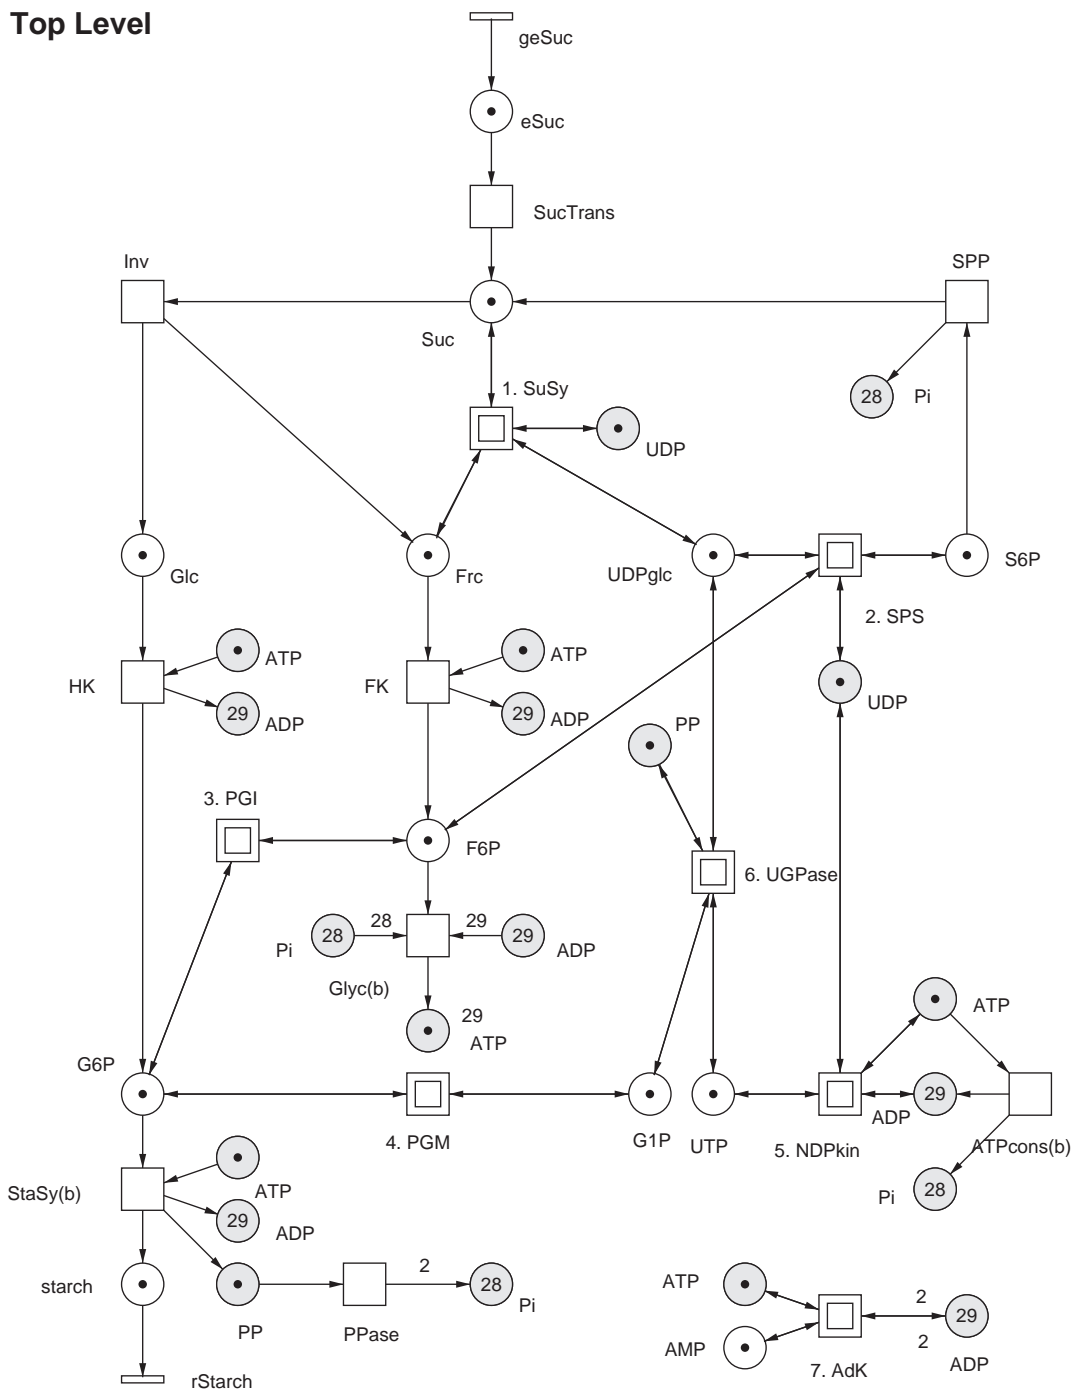 Top Level
geSuc
eSuc
SucTrans
Inv
SPP
Suc
28
Pi
1. SuSy
UDP
Glc
Frc
UDPglc
S6P
2. SPS
ATP
ATP
HK
FK
UDP
29
ADP
29
ADP
PP
3. PGI
F6P
6. UGPase
28
29
Pi
28
29
ADP
Glyc(b)
29
ATP
ATP
G6P
29
ADP
4. PGM
G1P
UTP
5. NDPkin
ATPcons(b)
ATP
StaSy(b)
Pi
28
29
ADP
starch
2
28
Pi
PP
PPase
ATP
2
29
AMP
2
ADP
7. AdK
rStarch